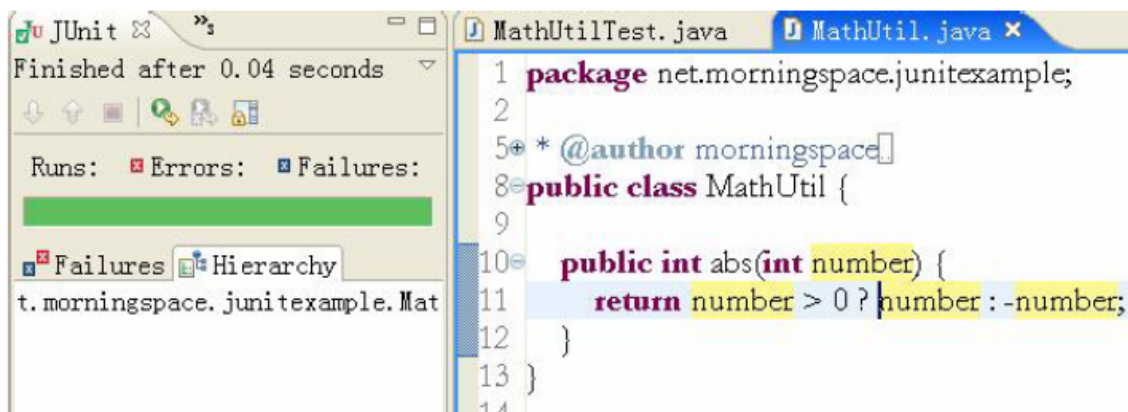 JUnit
MathUtilTest.java
MathUtil.java
Finished after 0.04 seconds
Runs: Errors: Failures:
Failures Hierarchy
t.morningspace.junitexample.Mat
1 package net.morningspace.junitexample;
2
5 * @author morningspace..
8 public class MathUtil {
9
10 public int abs(int number) {
11 return number > 0 ? number : -number;
12 }
13 }
14